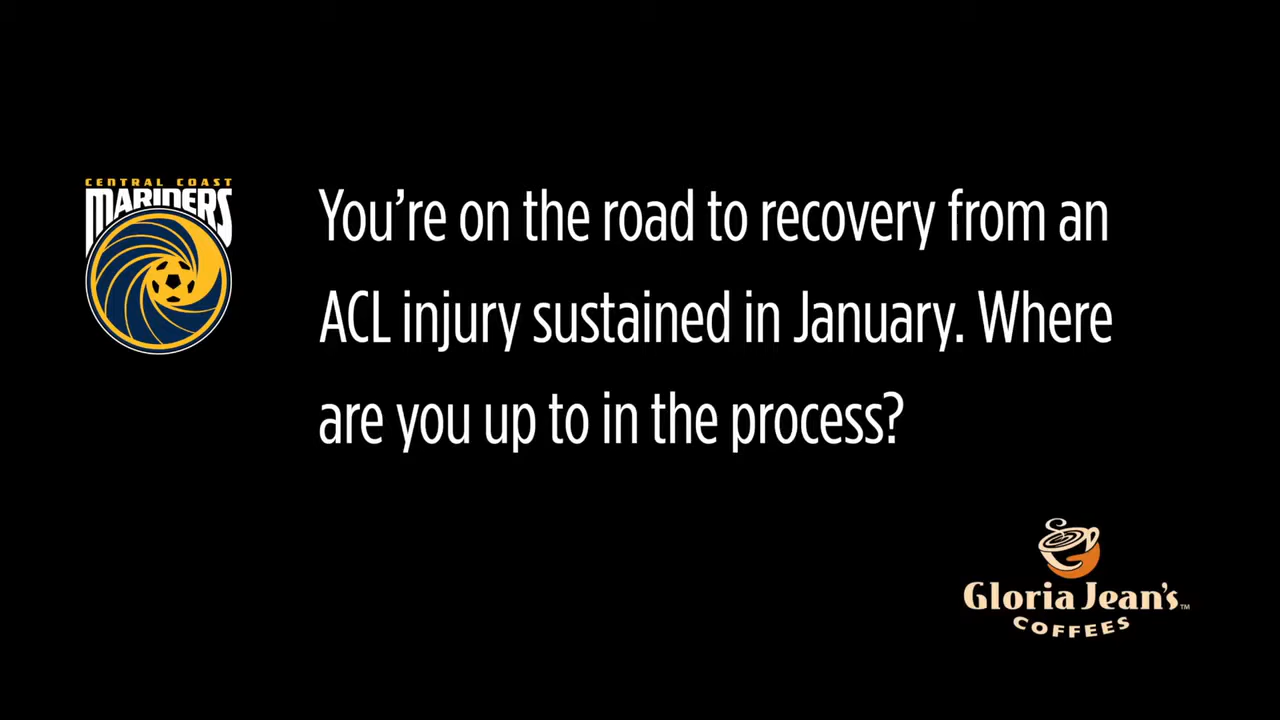 CENTRAL COAST
MARINERS
You're on the road to recovery from an
ACL injury sustained in January. Where
are you up to in the process?
Gloria Jean's™
COFFEES